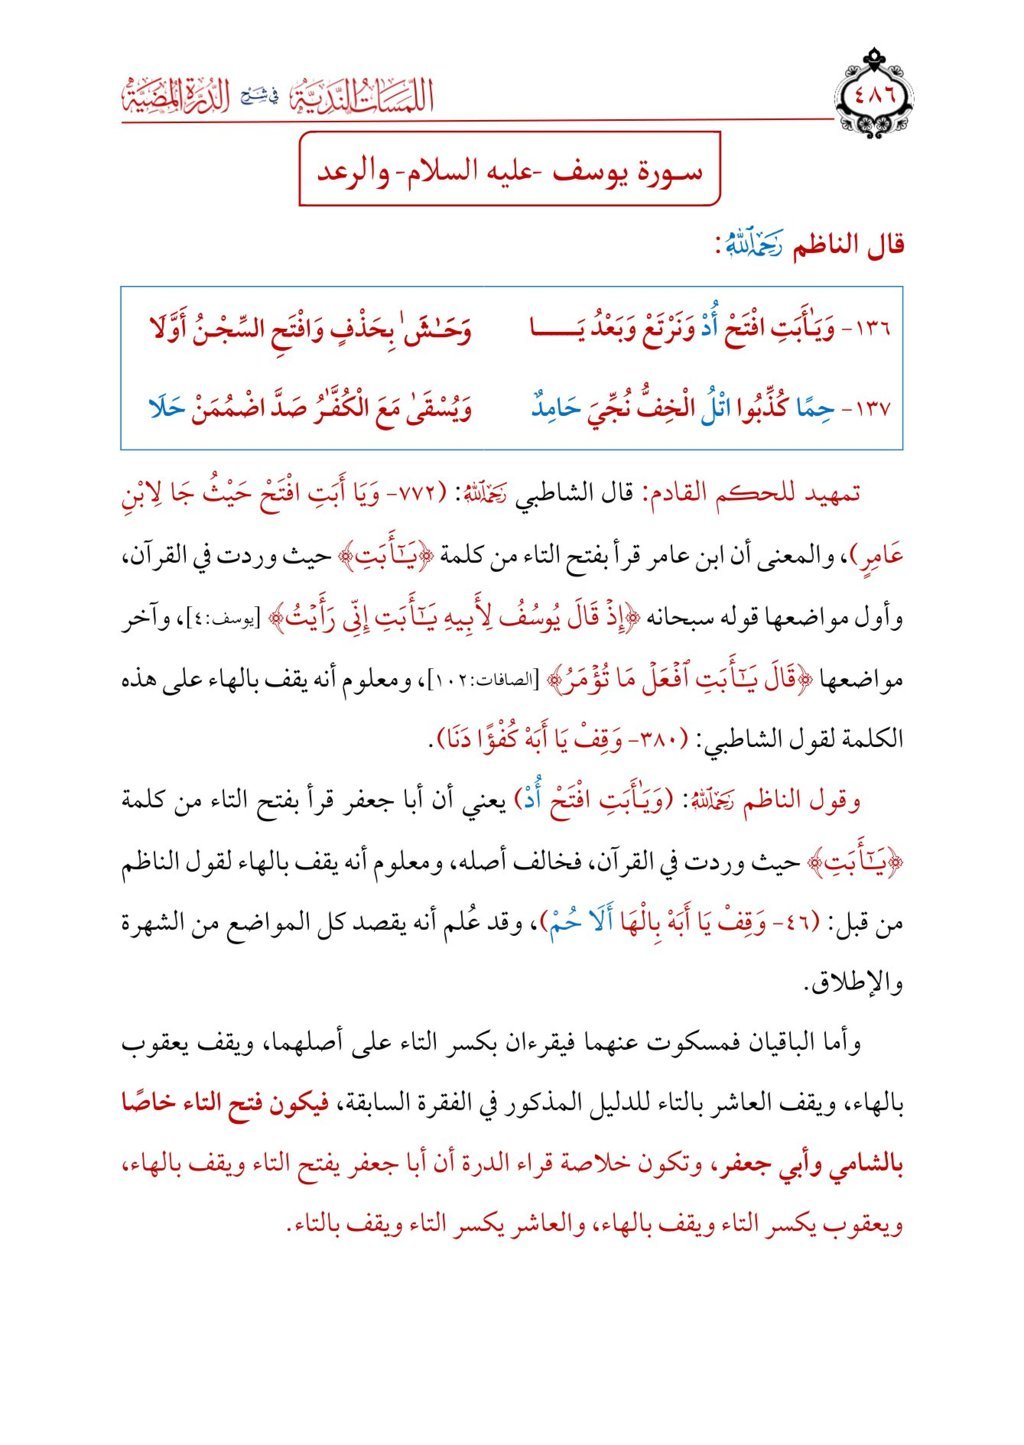 ٤٨٦
اللمسات الندية في شرح الدرة المضية
سورة يوسف -عليه السلام- والرعد
قال الناظم رَحِمَهُ اللَّهُ:
١٣٦- وَيَٰأَبَتِ افْتَحْ أُدْ وَنَرْتَعْ وَبَعْدُ يَا وَحَٰشَ ا بِحَذْفٍ وَافْتَحِ السِّجْنُ أَوَّلَا
١٣٧- حِمًا كُذِّبُوا اتْلُ الْخِفُّ نُجِّيَ حَامِدٌ وَيُسْقَىٰ مَعَ الْكُفَّٰرُ صَدَّ اضْمُمَنْ حَلَا
تمهيد للحكم القادم: قال الشاطبي رَحِمَهُ اللَّهُ: (٧٧٢- وَيَا أَبَتِ افْتَحْ حَيْثُ جَا لِابْنِ
عَامِرٍ)، والمعنى أن ابن عامر قرأ بفتح التاء من كلمة ﴿يَـٰٓأَبَتِ﴾ حيث وردت في القرآن،
وأول مواضعها قوله سبحانه ﴿إِذْ قَالَ يُوسُفُ لِأَبِيهِ يَـٰٓأَبَتِ إِنِّى رَأَيْتُ﴾ [يوسف:٤]، وآخر
مواضعها ﴿قَالَ يَـٰٓأَبَتِ ٱفْعَلْ مَا تُؤْمَرُ﴾ [الصافات:١٠٢]، ومعلوم أنه يقف بالهاء على هذه
الكلمة لقول الشاطبي: (٣٨٠- وَقِفْ يَا أَبَهْ كُفْؤًا دَنَا).
وقول الناظم رَحِمَهُ اللَّهُ: (وَيَٰأَبَتِ افْتَحْ أُدْ) يعني أن أبا جعفر قرأ بفتح التاء من كلمة
﴿يَـٰٓأَبَتِ﴾ حيث وردت في القرآن، فخالف أصله، ومعلوم أنه يقف بالهاء لقول الناظم
من قبل: (٤٦- وَقِفْ يَا أَبَهْ بِالْهَا أَلَا حُمْ)، وقد عُلم أنه يقصد كل المواضع من الشهرة
والإطلاق.
وأما الباقيان فمسكوت عنهما فيقرءان بكسر التاء على أصلهما، ويقف يعقوب
بالهاء، ويقف العاشر بالتاء للدليل المذكور في الفقرة السابقة، فيكون فتح التاء خاصًا
بالشامي وأبي جعفر، وتكون خلاصة قراء الدرة أن أبا جعفر يفتح التاء ويقف بالهاء،
ويعقوب يكسر التاء ويقف بالهاء، والعاشر يكسر التاء ويقف بالتاء.